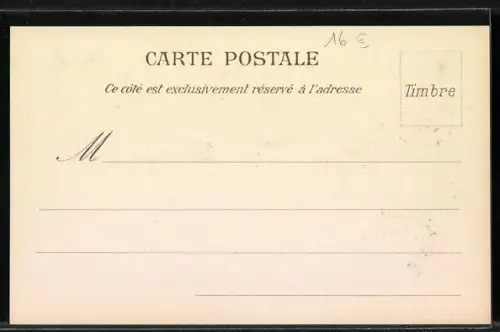 16 €
CARTE POSTALE
Ce côté est exclusivement réservé à l'adresse
Timbre
M